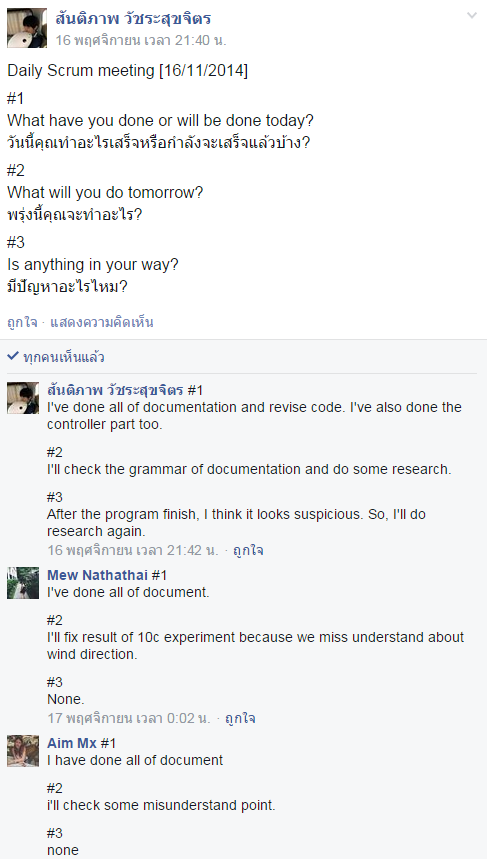 สันติภาพ วัชระสุขจิตร
16 พฤศจิกายน เวลา 21:40 น.
Daily Scrum meeting [16/11/2014]
#1
What have you done or will be done today?
วันนี้คุณทำอะไรเสร็จหรือกำลังจะเสร็จแล้วบ้าง?
#2
What will you do tomorrow?
พรุ่งนี้คุณจะทำอะไร?
#3
Is anything in your way?
มีปัญหาอะไรไหม?
ถูกใจ · แสดงความคิดเห็น
ทุกคนเห็นแล้ว
สันติภาพ วัชระสุขจิตร #1
I've done all of documentation and revise code. I've also done the
controller part too.
#2
I'll check the grammar of documentation and do some research.
#3
After the program finish, I think it looks suspicious. So, I'll do
research again.
16 พฤศจิกายน เวลา 21:42 น. · ถูกใจ
Mew Nathathai #1
I've done all of document.
#2
I'll fix result of 10c experiment because we miss understand about
wind direction.
#3
None.
17 พฤศจิกายน เวลา 0:02 น. · ถูกใจ
Aim Mx #1
I have done all of document
#2
i'll check some misunderstand point.
#3
none